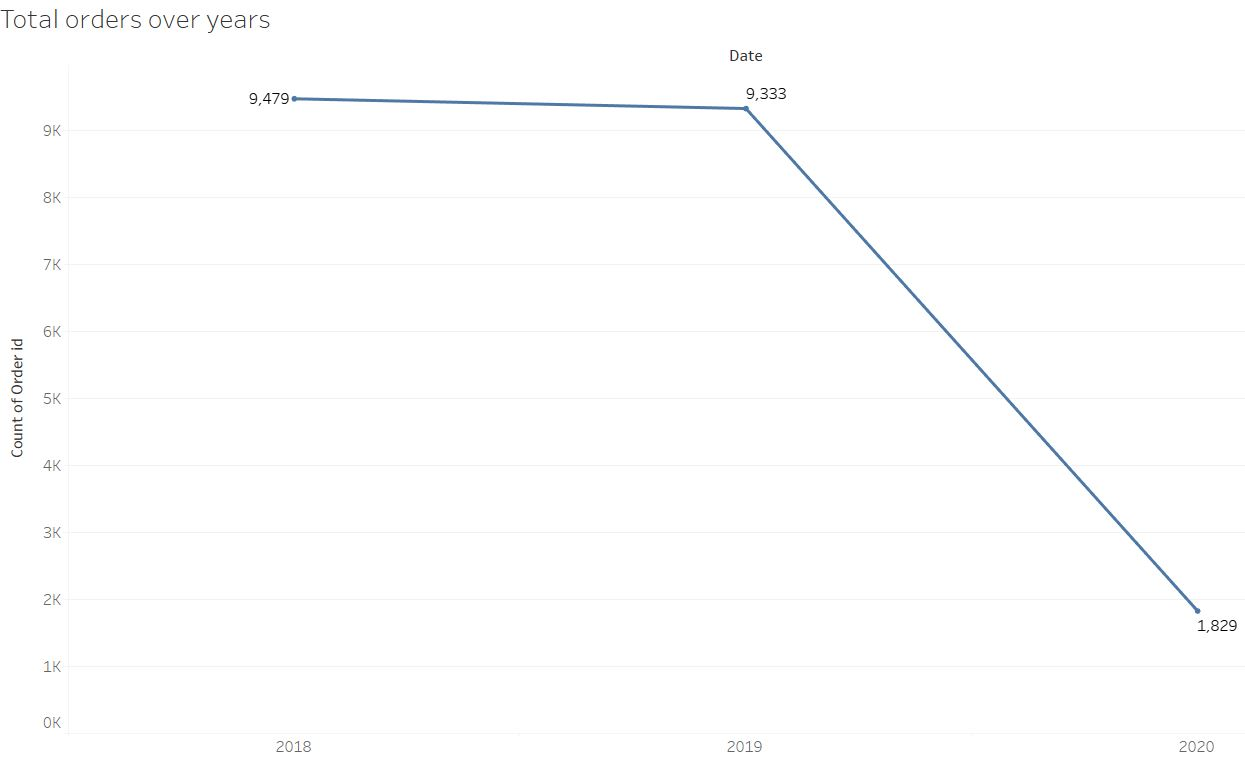 Total orders over years
Date
9,479
9,333
9K
8K
7K
6K
5K
4K
3K
2K
1K
0K
Count of Order id
1,829
2018
2019
2020